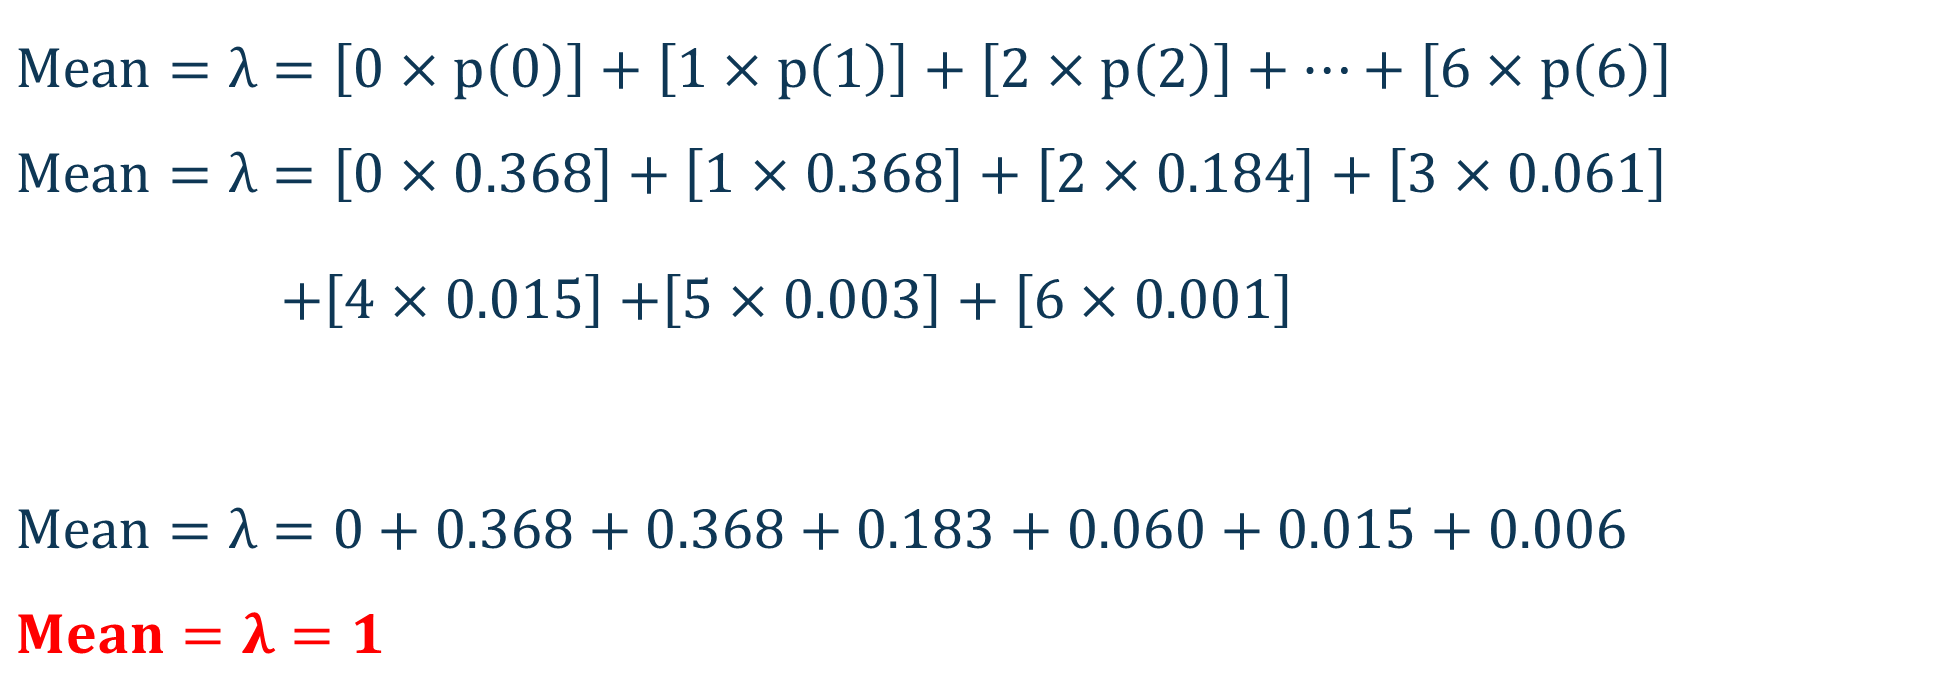 Mean = λ = [0 × p(0)] + [1 × p(1)] + [2 × p(2)] + ⋯ + [6 × p(6)]
Mean = λ = [0 × 0.368] + [1 × 0.368] + [2 × 0.184] + [3 × 0.061]
+[4 × 0.015] +[5 × 0.003] + [6 × 0.001]
Mean = λ = 0 + 0.368 + 0.368 + 0.183 + 0.060 + 0.015 + 0.006
Mean = λ = 1